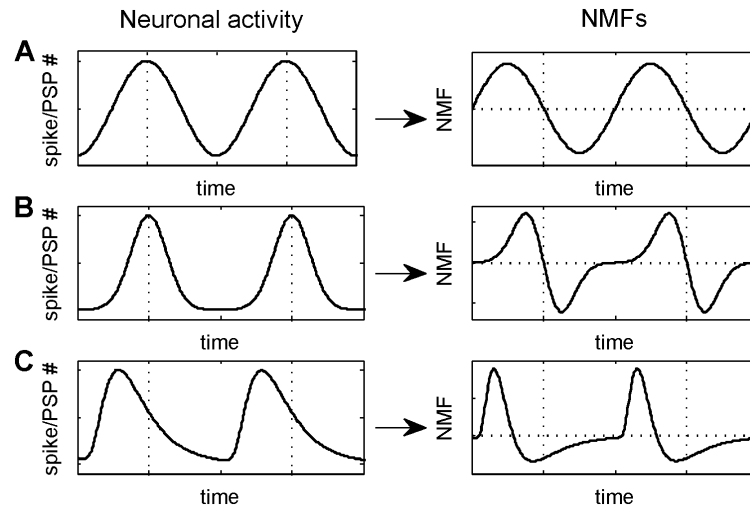 Neuronal activity
NMFs
A
spike/PSP #
time
NMF
time
B
spike/PSP #
time
NMF
time
C
spike/PSP #
time
NMF
time